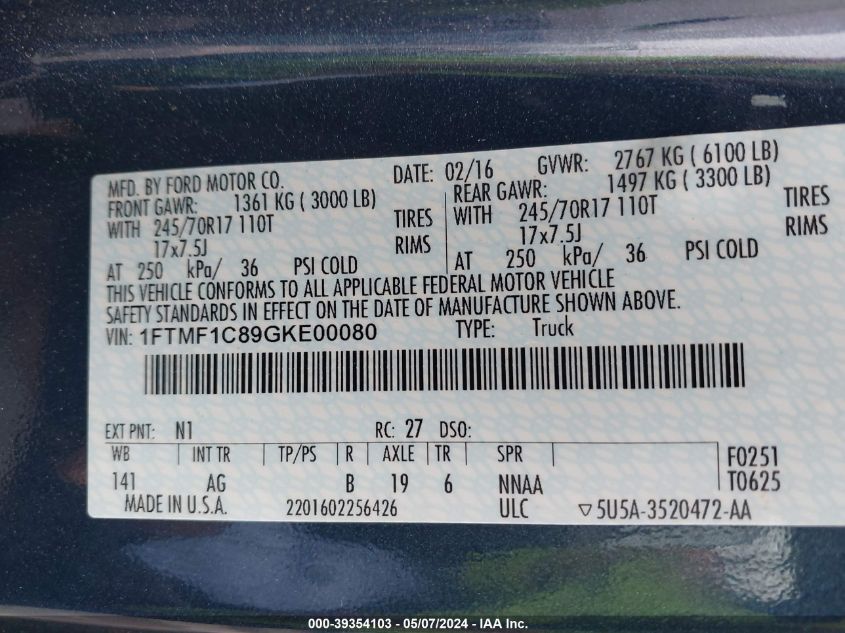 MFD. BY FORD MOTOR CO. DATE: 02/16 GVWR: 2767 KG ( 6100 LB)
FRONT GAWR: 1361 KG ( 3000 LB) REAR GAWR: 1497 KG ( 3300 LB)
WITH 245/70R17 110T TIRES WITH 245/70R17 110T TIRES
17x7.5J RIMS 17x7.5J RIMS
AT 250 kPa/ 36 PSI COLD AT 250 kPa/ 36 PSI COLD
THIS VEHICLE CONFORMS TO ALL APPLICABLE FEDERAL MOTOR VEHICLE
SAFETY STANDARDS IN EFFECT ON THE DATE OF MANUFACTURE SHOWN ABOVE.
VIN: 1FTMF1C89GKE00080 TYPE: Truck
EXT PNT: N1 RC: 27 DSO:
WB INT TR TP/PS R AXLE TR SPR F0251
141 AG B 19 6 NNAA T0625
MADE IN U.S.A. 2201602256426 ULC ▽5U5A-3520472-AA
000-39354103 - 05/07/2024 - IAA Inc.